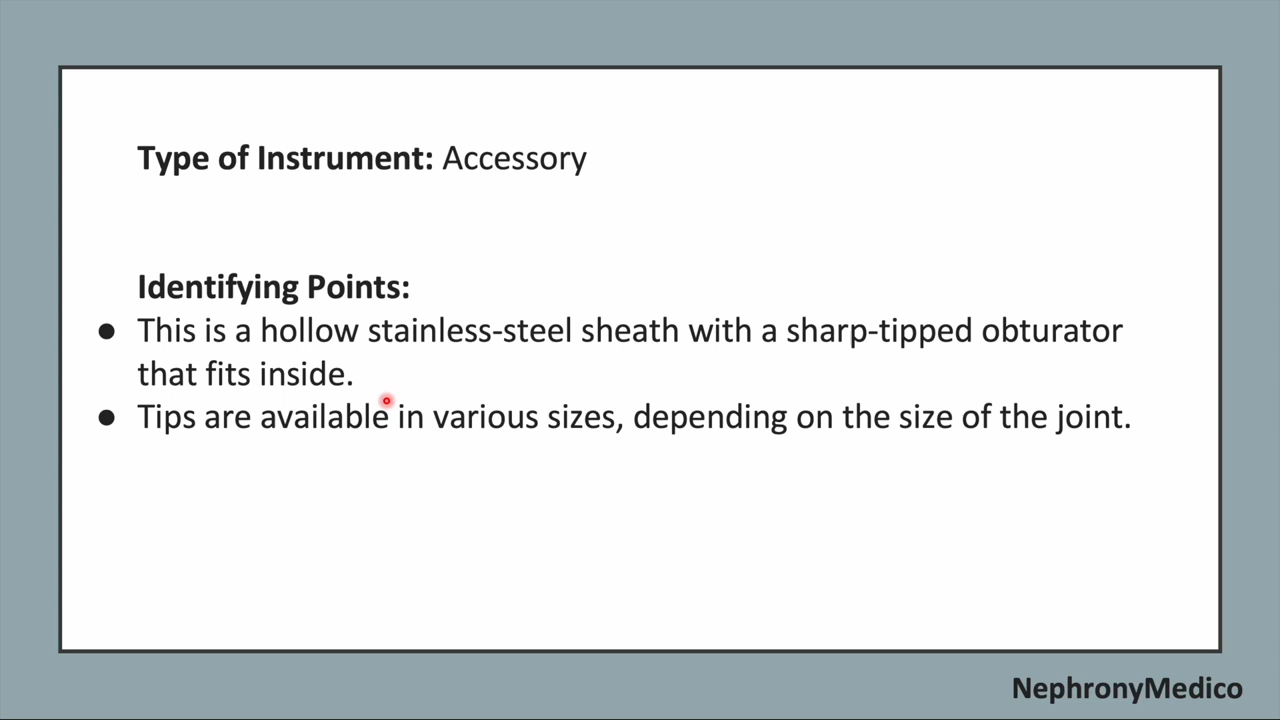 Type of Instrument: Accessory
Identifying Points:
● This is a hollow stainless-steel sheath with a sharp-tipped obturator
that fits inside.
● Tips are available in various sizes, depending on the size of the joint.
NephronyMedico